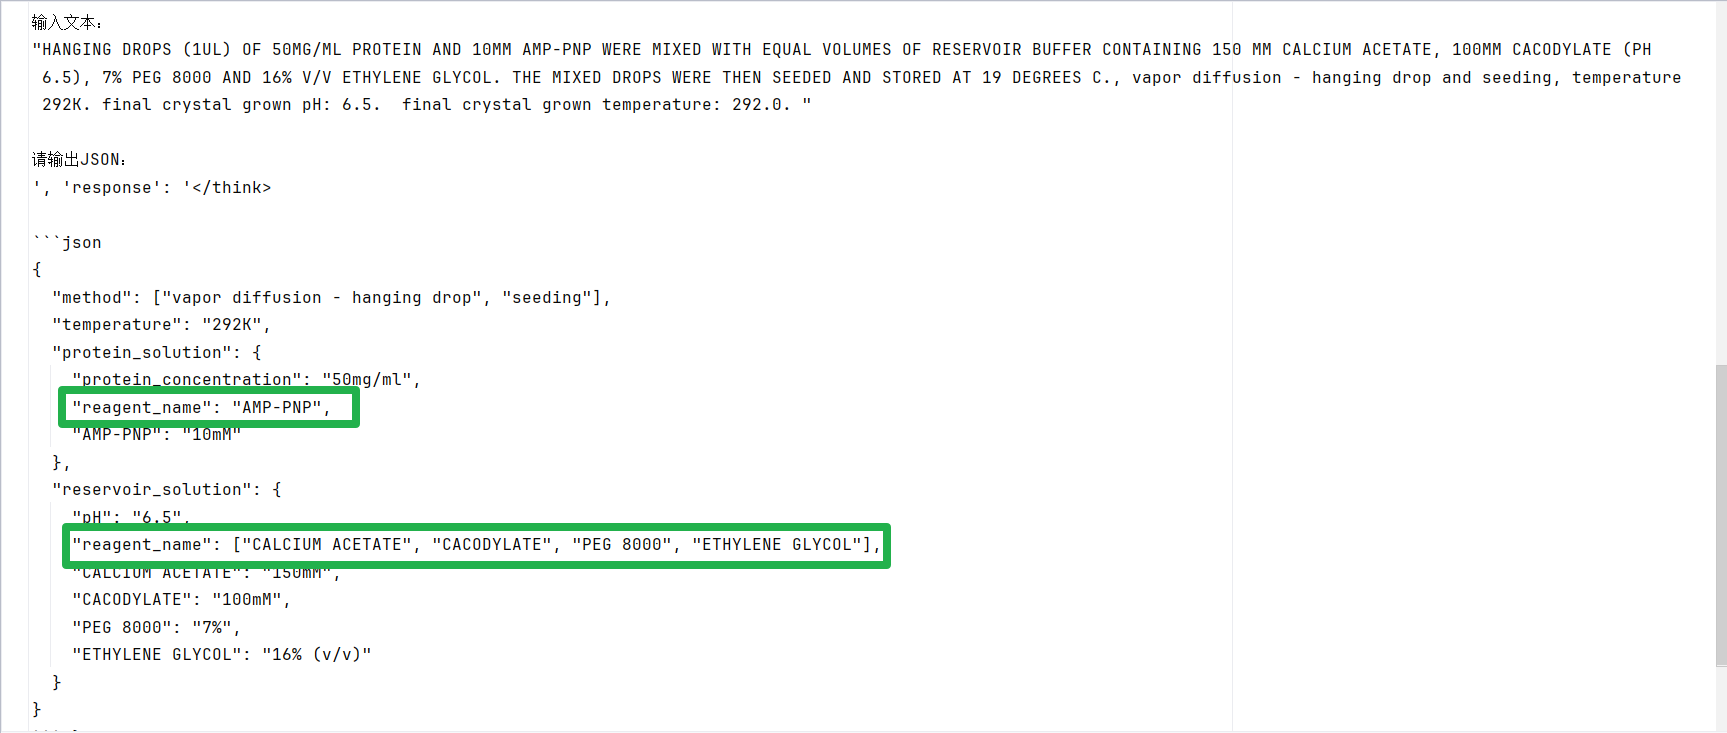 输入文本：
"HANGING DROPS (1UL) OF 50MG/ML PROTEIN AND 10MM AMP-PNP WERE MIXED WITH EQUAL VOLUMES OF RESERVOIR BUFFER CONTAINING 150 MM CALCIUM ACETATE, 100MM CACODYLATE (PH
6.5), 7% PEG 8000 AND 16% V/V ETHYLENE GLYCOL. THE MIXED DROPS WERE THEN SEEDED AND STORED AT 19 DEGREES C., vapor diffusion - hanging drop and seeding, temperature
292K. final crystal grown pH: 6.5.  final crystal grown temperature: 292.0. "
请输出JSON：
', 'response': '</think>
```json
{
"method": ["vapor diffusion - hanging drop", "seeding"],
"temperature": "292K",
"protein_solution": {
"protein_concentration": "50mg/ml",
"reagent_name": "AMP-PNP",
"AMP-PNP": "10mM"
},
"reservoir_solution": {
"pH": "6.5",
"reagent_name": ["CALCIUM ACETATE", "CACODYLATE", "PEG 8000", "ETHYLENE GLYCOL"],
"CALCIUM ACETATE": "150mM",
"CACODYLATE": "100mM",
"PEG 8000": "7%",
"ETHYLENE GLYCOL": "16% (v/v)"
}
}